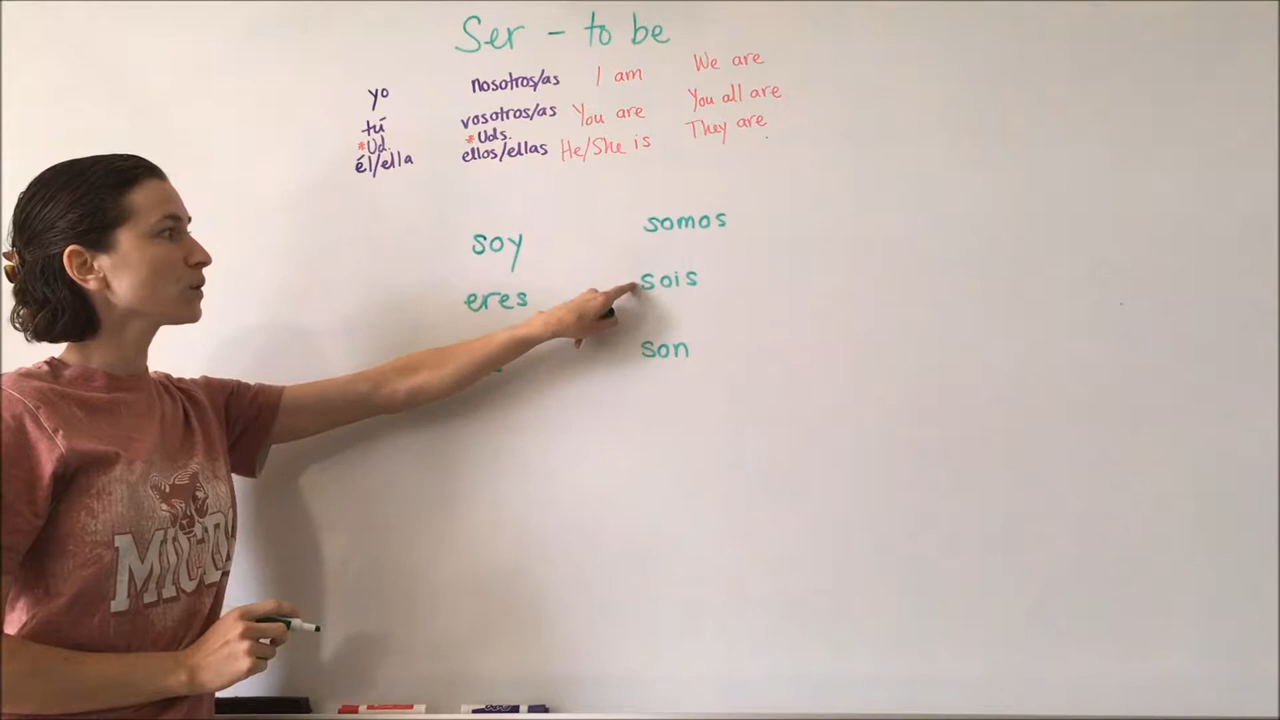 Ser - to be
yo nosotros/as I am We are
tú vosotros/as You are You all are
*Ud. *Uds.
él/ella ellos/ellas He/She is They are
soy somos
eres sois
son